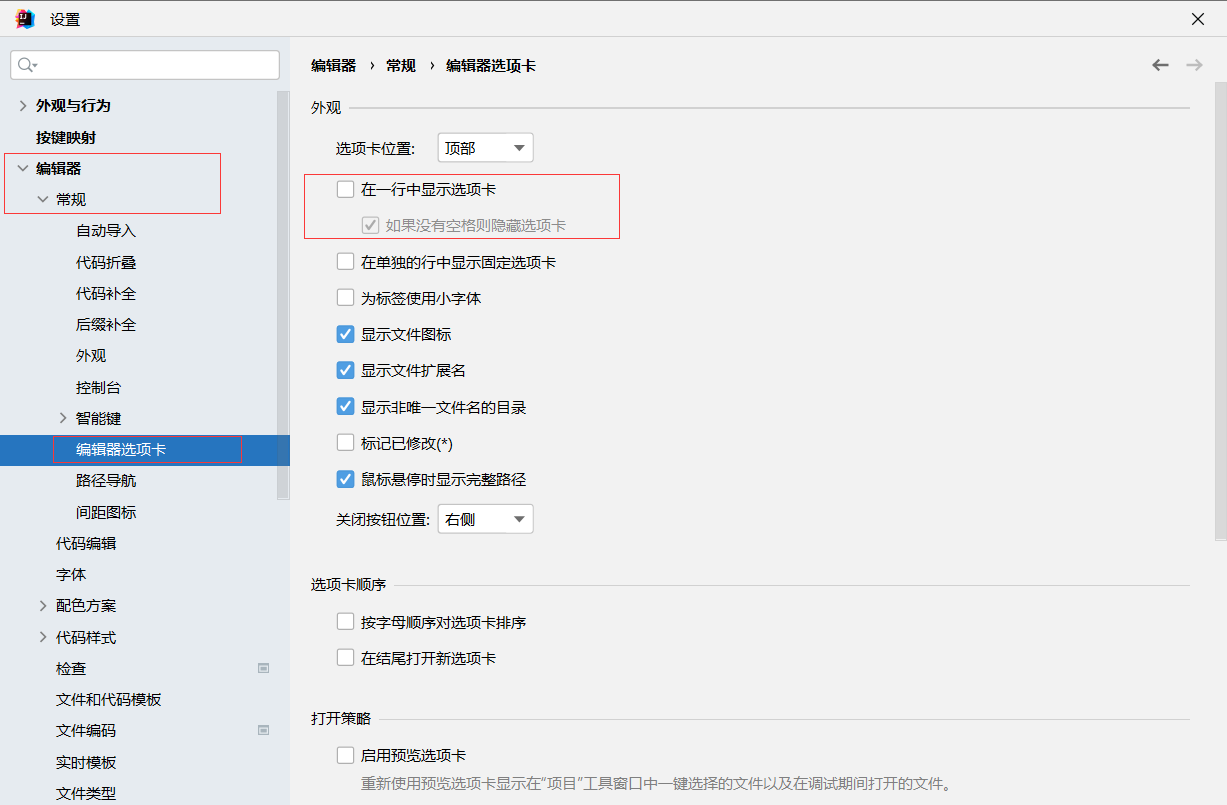 设置
外观与行为
按键映射
编辑器
常规
自动导入
代码折叠
代码补全
后缀补全
外观
控制台
智能键
编辑器选项卡
路径导航
间距图标
代码编辑
字体
配色方案
代码样式
检查
文件和代码模板
文件编码
实时模板
文件类型
编辑器 › 常规 › 编辑器选项卡
外观
选项卡位置: 顶部
在一行中显示选项卡
如果没有空格则隐藏选项卡
在单独的行中显示固定选项卡
为标签使用小字体
显示文件图标
显示文件扩展名
显示非唯一文件名的目录
标记已修改(*)
鼠标悬停时显示完整路径
关闭按钮位置: 右侧
选项卡顺序
按字母顺序对选项卡排序
在结尾打开新选项卡
打开策略
启用预览选项卡
重新使用预览选项卡显示在"项目"工具窗口中一键选择的文件以及在调试期间打开的文件。